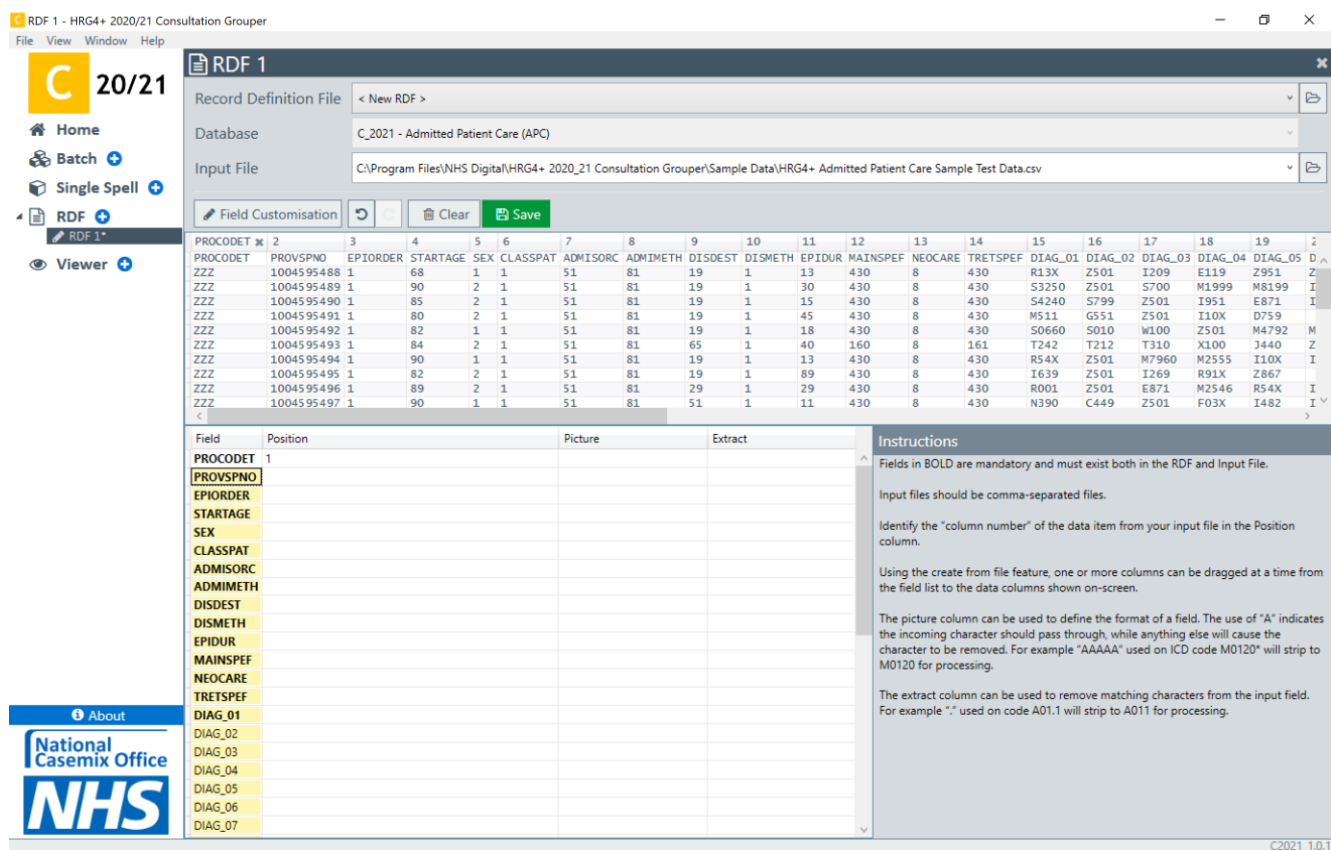 C RDF 1 - HRG4+ 2020/21 Consultation Grouper
File View Window Help
C 20/21
Home
Batch
Single Spell
RDF
RDF 1*
Viewer
RDF 1
Record Definition File < New RDF >
Database C_2021 - Admitted Patient Care (APC)
Input File C:\Program Files\NHS Digital\HRG4+ 2020_21 Consultation Grouper\Sample Data\HRG4+ Admitted Patient Care Sample Test Data.csv
Field Customisation Clear Save
PROCODET 2 3 4 5 6 7 8 9 10 11 12 13 14 15 16 17 18 19 2
PROCODET PROVSPNO EPIORDER STARTAGE SEX CLASSPAT ADMISORC ADMIMETH DISDEST DISMETH EPIDUR MAINSPEF NEOCARE TRETSPEF DIAG_01 DIAG_02 DIAG_03 DIAG_04 DIAG_05 D
ZZZ 1004595488 1 68 1 1 51 81 19 1 13 430 8 430 R13X Z501 I209 E119 Z951 Z
ZZZ 1004595489 1 90 2 1 51 81 19 1 30 430 8 430 S3250 Z501 S700 M1999 M8199 I
ZZZ 1004595490 1 85 2 1 51 81 19 1 15 430 8 430 S4240 S799 Z501 I951 E871 I
ZZZ 1004595491 1 80 2 1 51 81 19 1 45 430 8 430 M511 G551 Z501 I10X D759
ZZZ 1004595492 1 82 1 1 51 81 19 1 18 430 8 430 S0660 S010 W100 Z501 M4792 M
ZZZ 1004595493 1 84 2 1 51 81 65 1 40 160 8 161 T242 T212 T310 X100 J440 Z
ZZZ 1004595494 1 90 1 1 51 81 19 1 13 430 8 430 R54X Z501 M7960 M2555 I10X I
ZZZ 1004595495 1 82 2 1 51 81 19 1 89 430 8 430 I639 Z501 I269 R91X Z867
ZZZ 1004595496 1 89 2 1 51 81 29 1 29 430 8 430 R001 Z501 E871 M2546 R54X I
ZZZ 1004595497 1 90 1 1 51 81 51 1 11 430 8 430 N390 C449 Z501 F03X I482 I
Field Position Picture Extract
PROCODET 1
PROVSPNO
EPIORDER
STARTAGE
SEX
CLASSPAT
ADMISORC
ADMIMETH
DISDEST
DISMETH
EPIDUR
MAINSPEF
NEOCARE
TRETSPEF
DIAG_01
DIAG_02
DIAG_03
DIAG_04
DIAG_05
DIAG_06
DIAG_07
Instructions
Fields in BOLD are mandatory and must exist both in the RDF and Input File.
Input files should be comma-separated files.
Identify the "column number" of the data item from your input file in the Position
column.
Using the create from file feature, one or more columns can be dragged at a time from
the field list to the data columns shown on-screen.
The picture column can be used to define the format of a field. The use of "A" indicates
the incoming character should pass through, while anything else will cause the
character to be removed. For example "AAAAA" used on ICD code M0120* will strip to
M0120 for processing.
The extract column can be used to remove matching characters from the input field.
For example "." used on code A01.1 will strip to A011 for processing.
About
National
Casemix Office
NHS
C2021 1.0.1